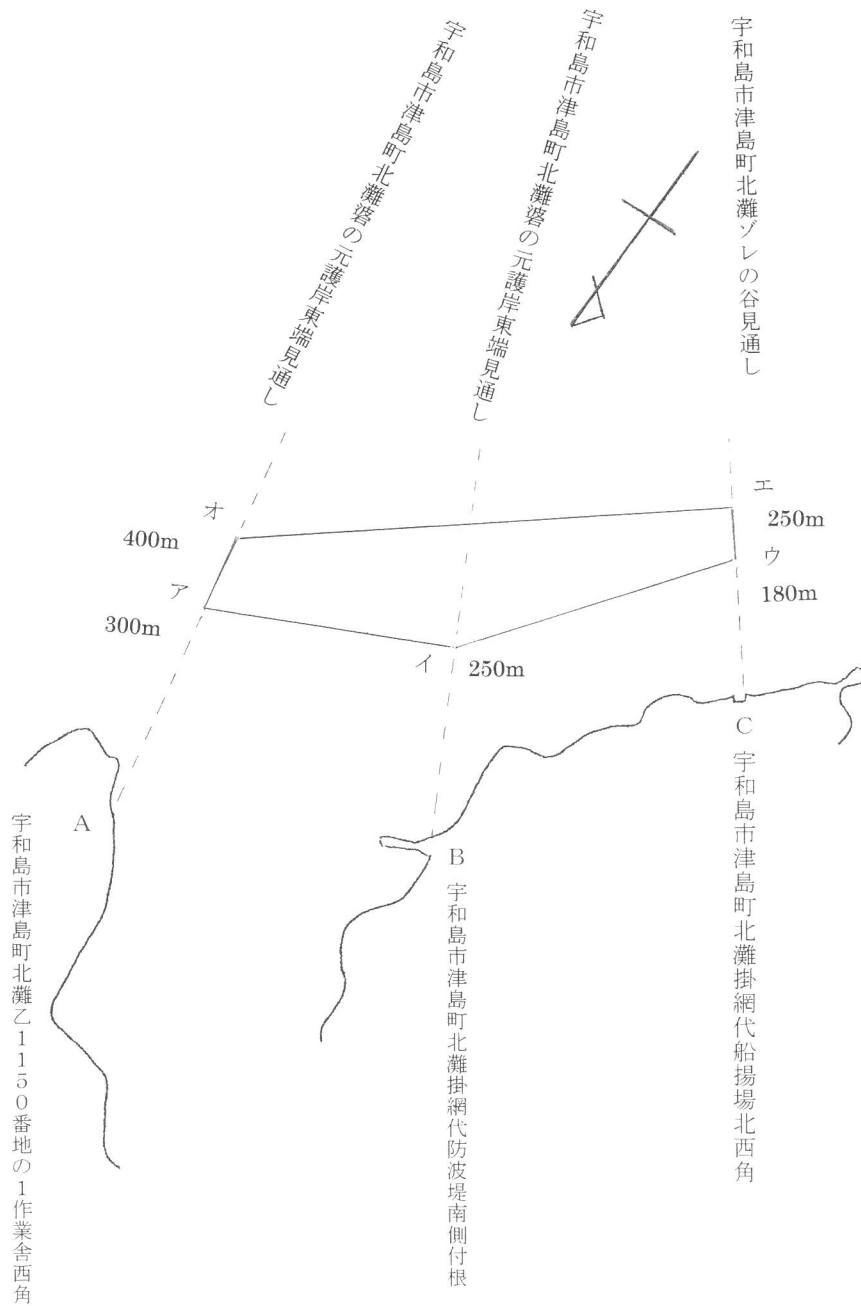 宇和島市津島町北灘ゾレの谷見通し
宇和島市津島町北灘碆の元護岸東端見通し
宇和島市津島町北灘碆の元護岸東端見通し
エ
250m
ウ
180m
オ
400m
ア
300m
イ
250m
C
宇和島市津島町北灘掛網代船揚場北西角
B
宇和島市津島町北灘掛網代防波堤南側付根
A
宇和島市津島町北灘乙1150番地の1作業舎西角